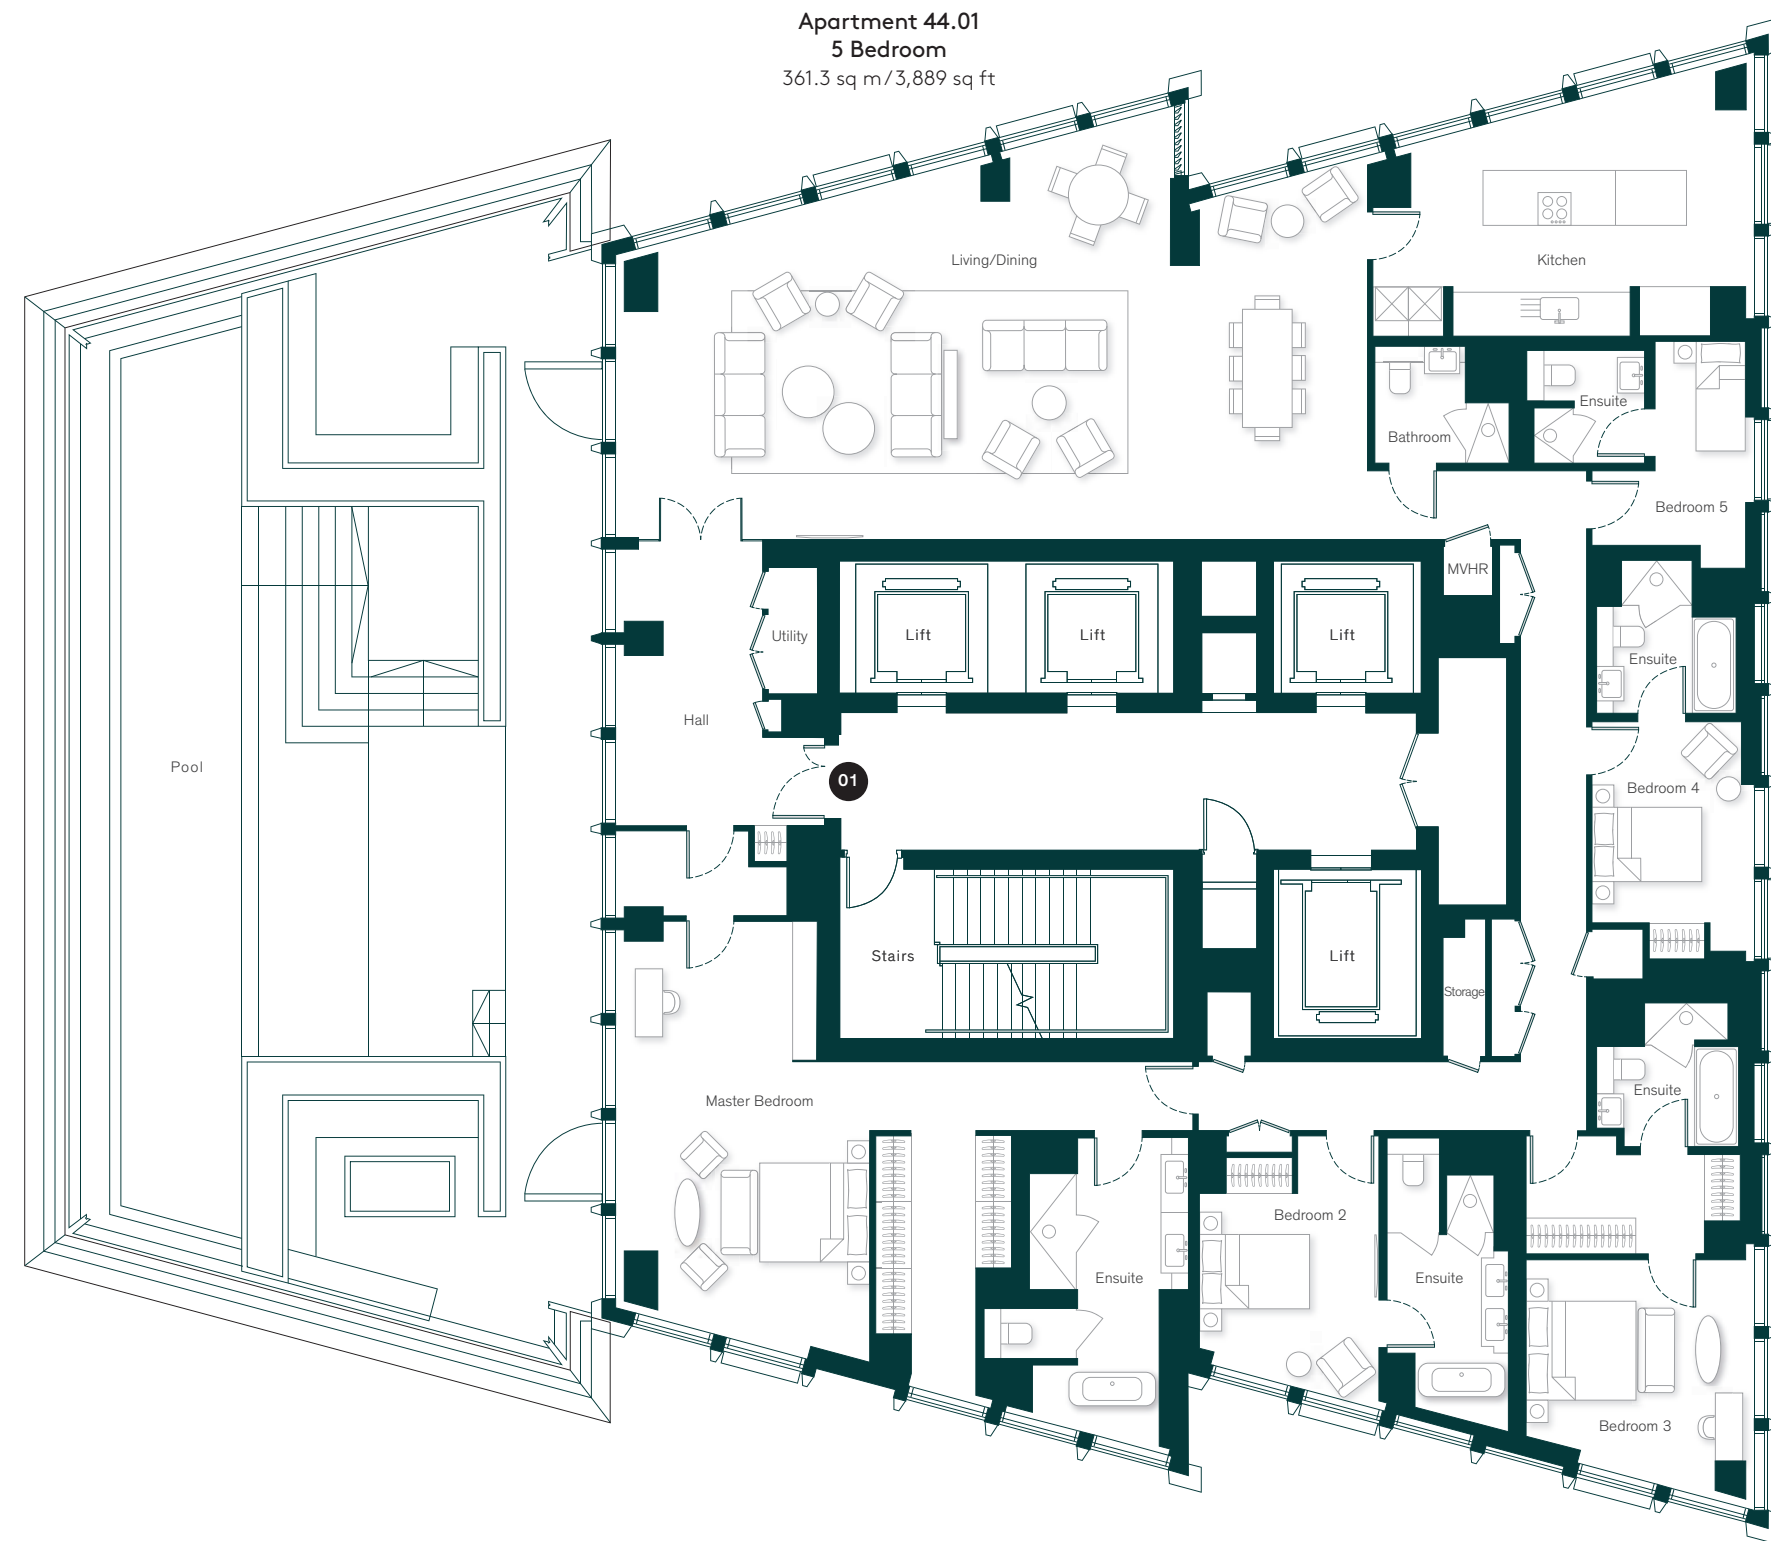 Apartment 44.01
5 Bedroom
361.3 sq m / 3,889 sq ft
Living/Dining
Kitchen
Ensuite
Bathroom
Bedroom 5
MVHR
Utility
Lift
Lift
Lift
Ensuite
Hall
Pool
01
Bedroom 4
Stairs
Lift
Storage
Master Bedroom
Ensuite
Bedroom 2
Ensuite
Ensuite
Bedroom 3